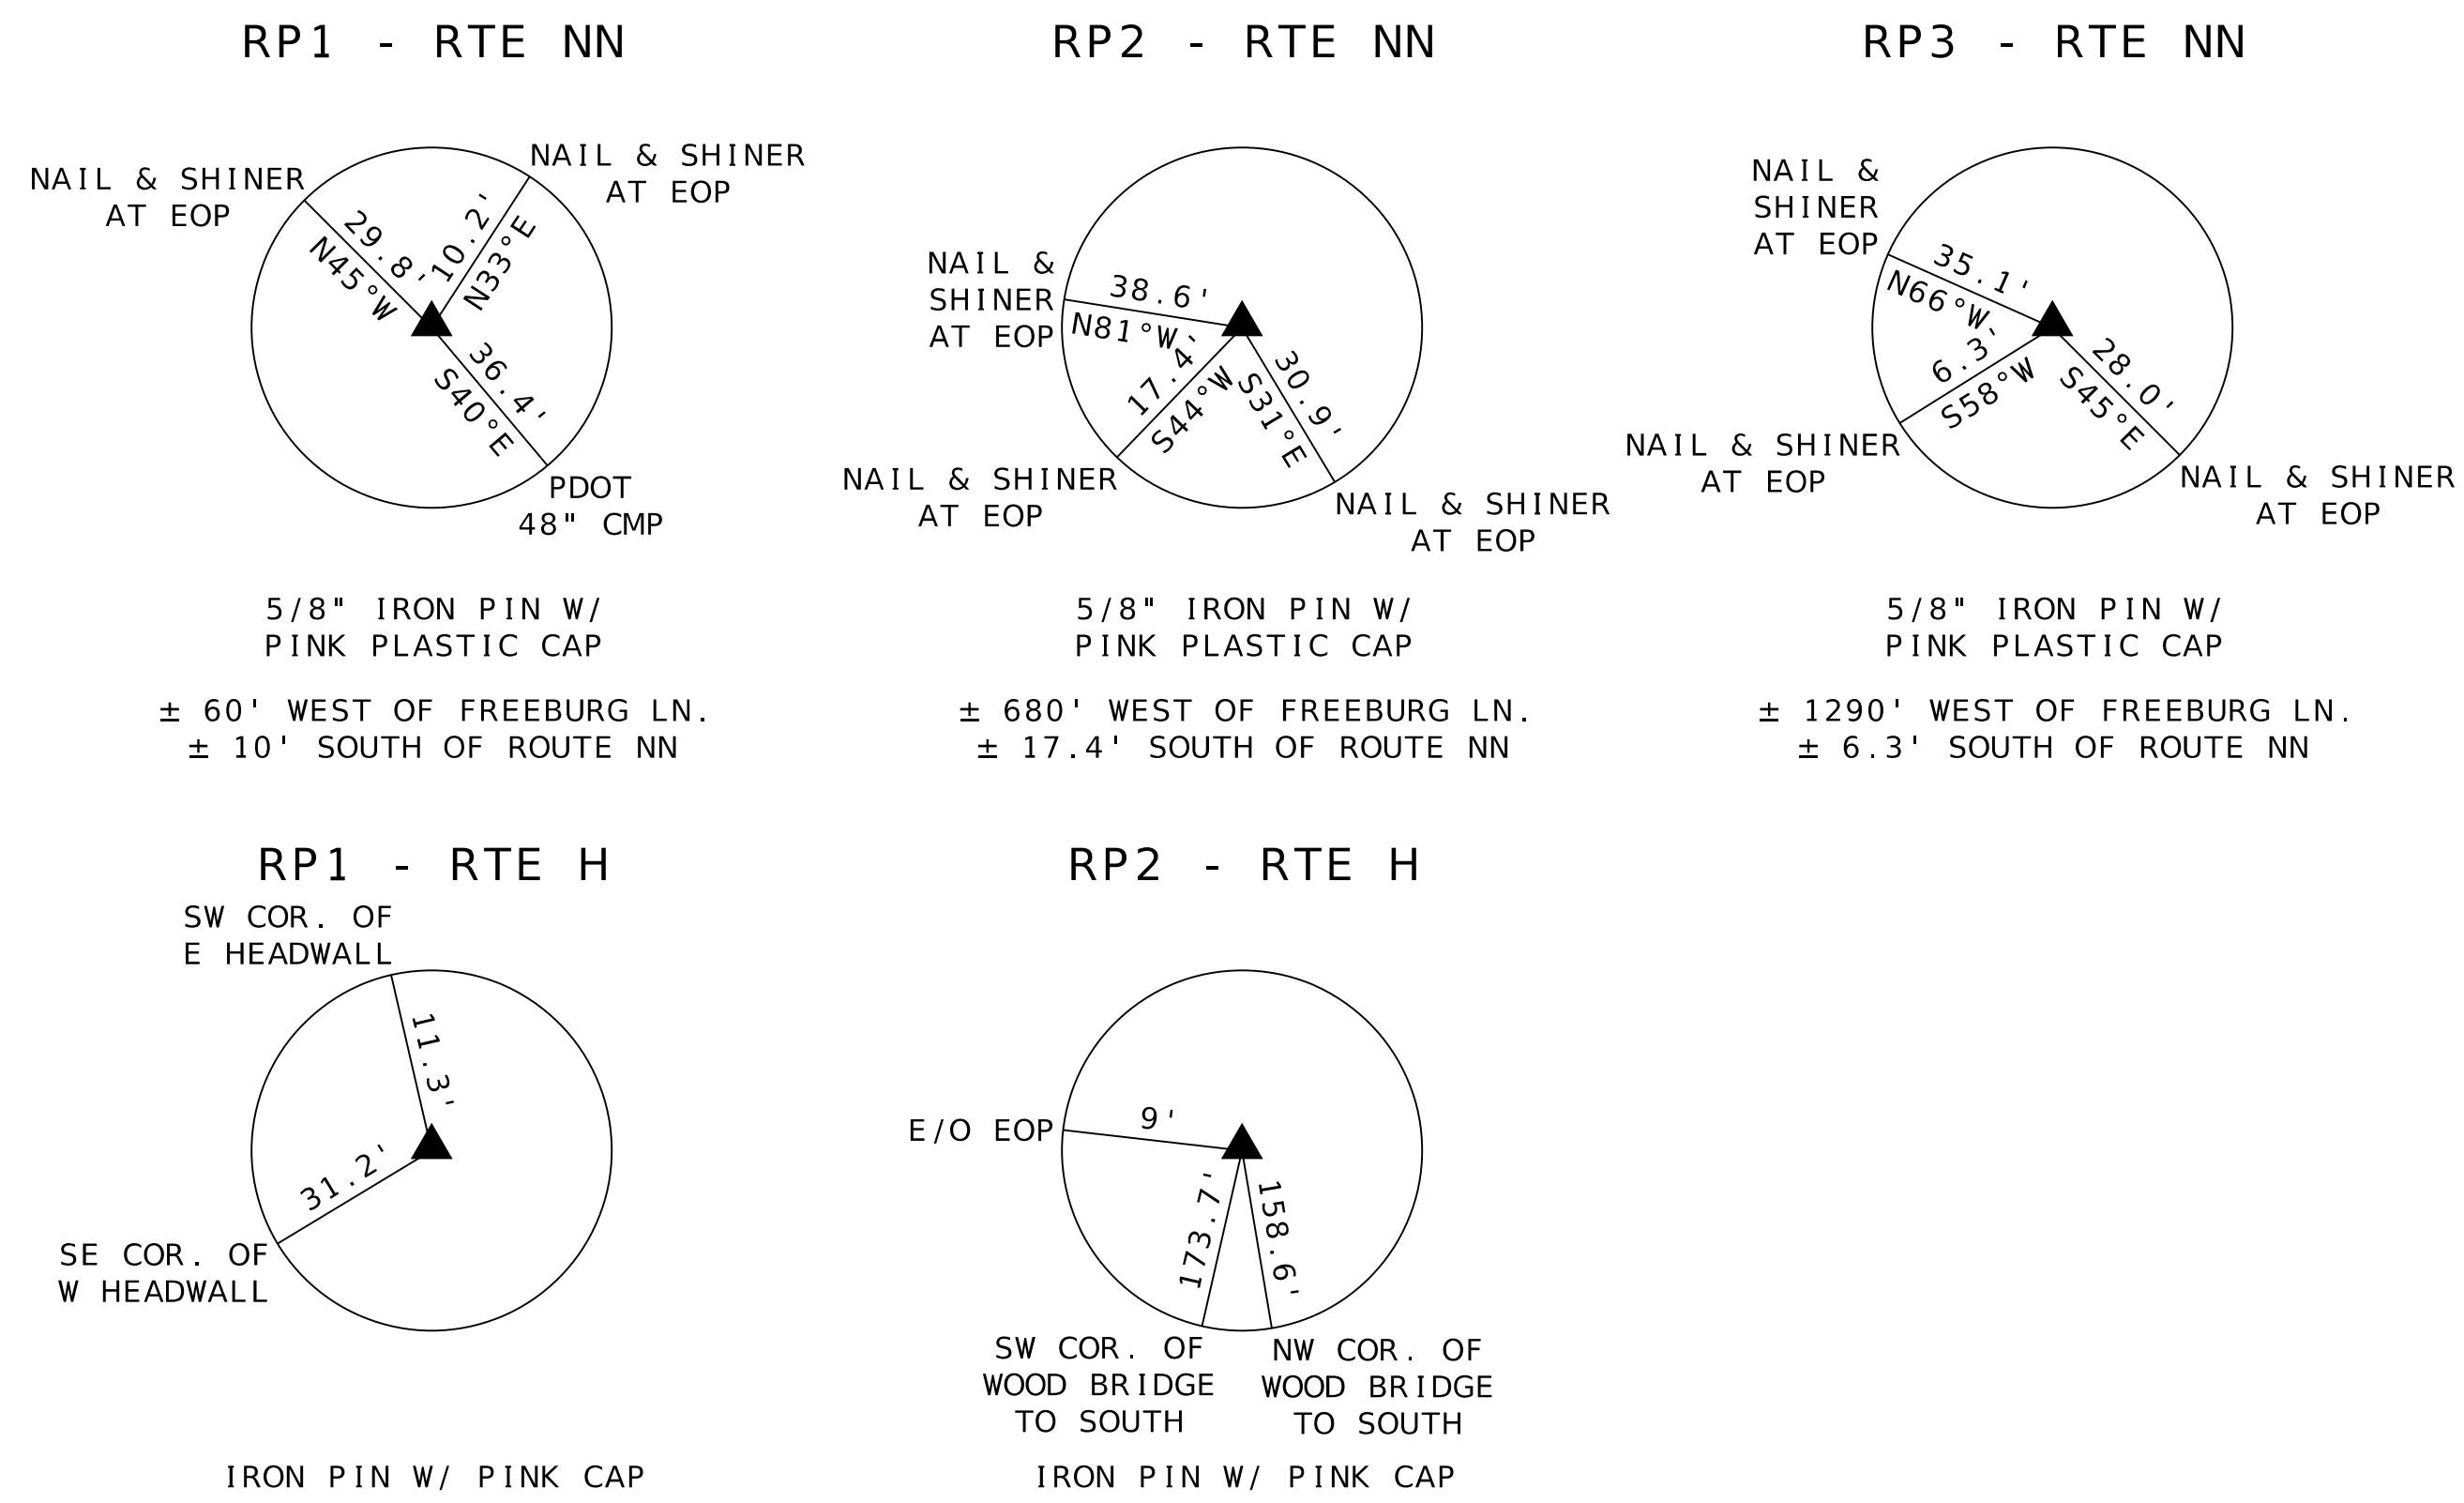 RP1 - RTE NN
NAIL & SHINER
AT EOP
NAIL & SHINER
AT EOP
29.8'
N45°W
10.2'
N33°E
36.4'
S40°E
PDOT
48" CMP
5/8" IRON PIN W/
PINK PLASTIC CAP
± 60' WEST OF FREEBURG LN.
± 10' SOUTH OF ROUTE NN
RP2 - RTE NN
NAIL &
SHINER
AT EOP
38.6'
N81°W
17.4'
S44°W
30.9'
S31°E
NAIL & SHINER
AT EOP
NAIL & SHINER
AT EOP
5/8" IRON PIN W/
PINK PLASTIC CAP
± 680' WEST OF FREEBURG LN.
± 17.4' SOUTH OF ROUTE NN
RP3 - RTE NN
NAIL &
SHINER
AT EOP
35.1'
N66°W
6.3'
S58°W
28.0'
S45°E
NAIL & SHINER
AT EOP
NAIL & SHINER
AT EOP
5/8" IRON PIN W/
PINK PLASTIC CAP
± 1290' WEST OF FREEBURG LN.
± 6.3' SOUTH OF ROUTE NN
RP1 - RTE H
SW COR. OF
E HEADWALL
11.3'
31.2'
SE COR. OF
W HEADWALL
IRON PIN W/ PINK CAP
RP2 - RTE H
E/O EOP
9'
173.7'
158.6'
SW COR. OF
WOOD BRIDGE
TO SOUTH
NW COR. OF
WOOD BRIDGE
TO SOUTH
IRON PIN W/ PINK CAP